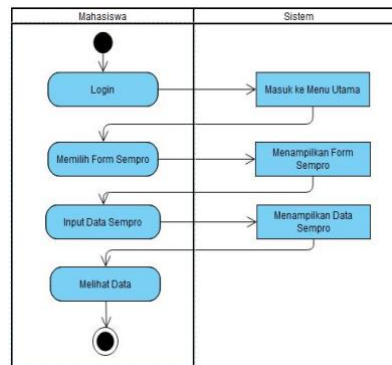 Mahasiswa
Sistem
Login
Masuk ke Menu Utama
Memilih Form Sempro
Menampilkan Form
Sempro
Input Data Sempro
Menampilkan Data
Sempro
Melihat Data